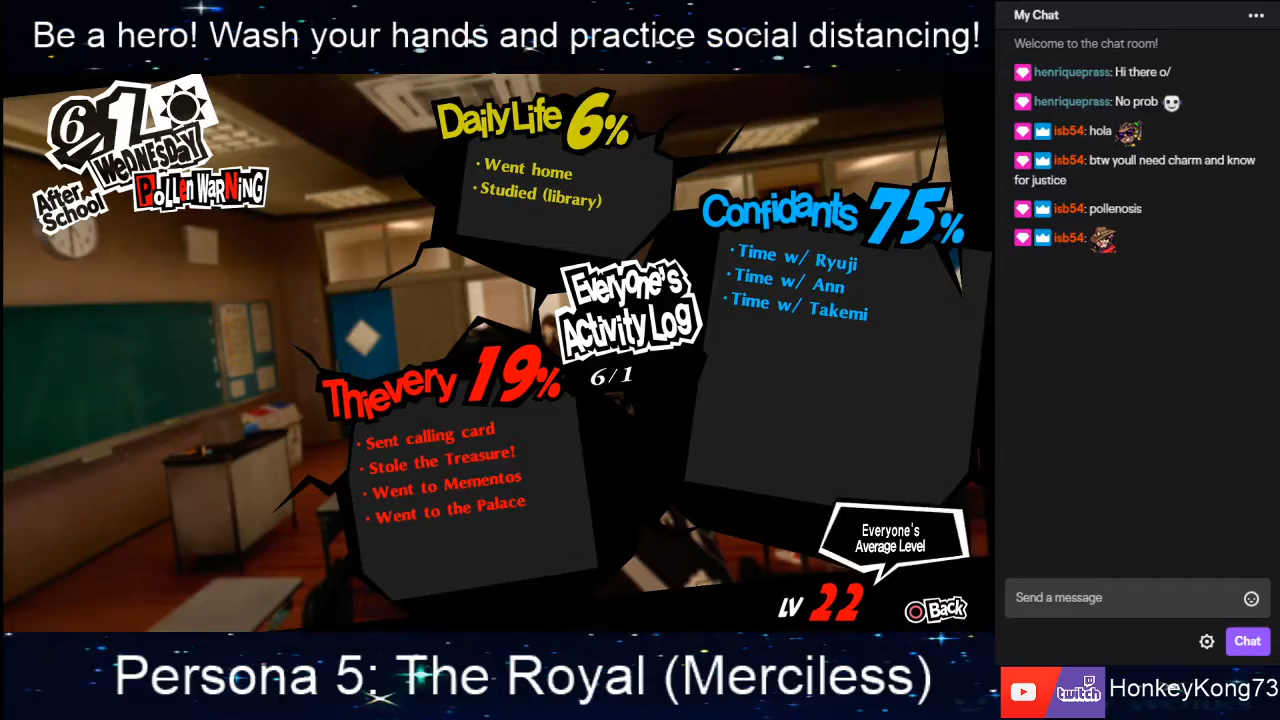 Be a hero! Wash your hands and practice social distancing!
6/1
Wednesday
After School
Pollen Warning
Daily Life 6%
· Went home
· Studied (library)
Confidants 75%
· Time w/ Ryuji
· Time w/ Ann
· Time w/ Takemi
Everyone's
Activity Log
6/1
Thievery 19%
· Sent calling card
· Stole the Treasure!
· Went to Mementos
· Went to the Palace
Everyone's
Average Level
LV 22
Back
Persona 5: The Royal (Merciless)
My Chat
Welcome to the chat room!
henriqueprass: Hi there o/
henriqueprass: No prob
isb54: hola
isb54: btw youll need charm and know
for justice
isb54: pollenosis
isb54:
Send a message
Chat
twitch
HonkeyKong73